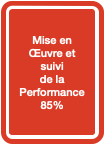 Mise en
Œuvre et
suivi
de la
Performance
85%